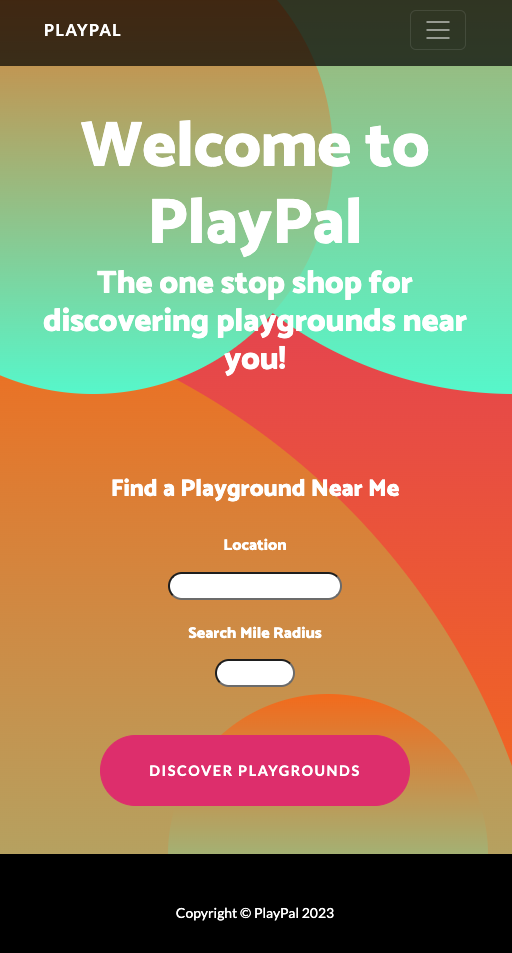 PLAYPAL
Welcome to
PlayPal
The one stop shop for
discovering playgrounds near
you!
Find a Playground Near Me
Location
Search Mile Radius
DISCOVER PLAYGROUNDS
Copyright © PlayPal 2023